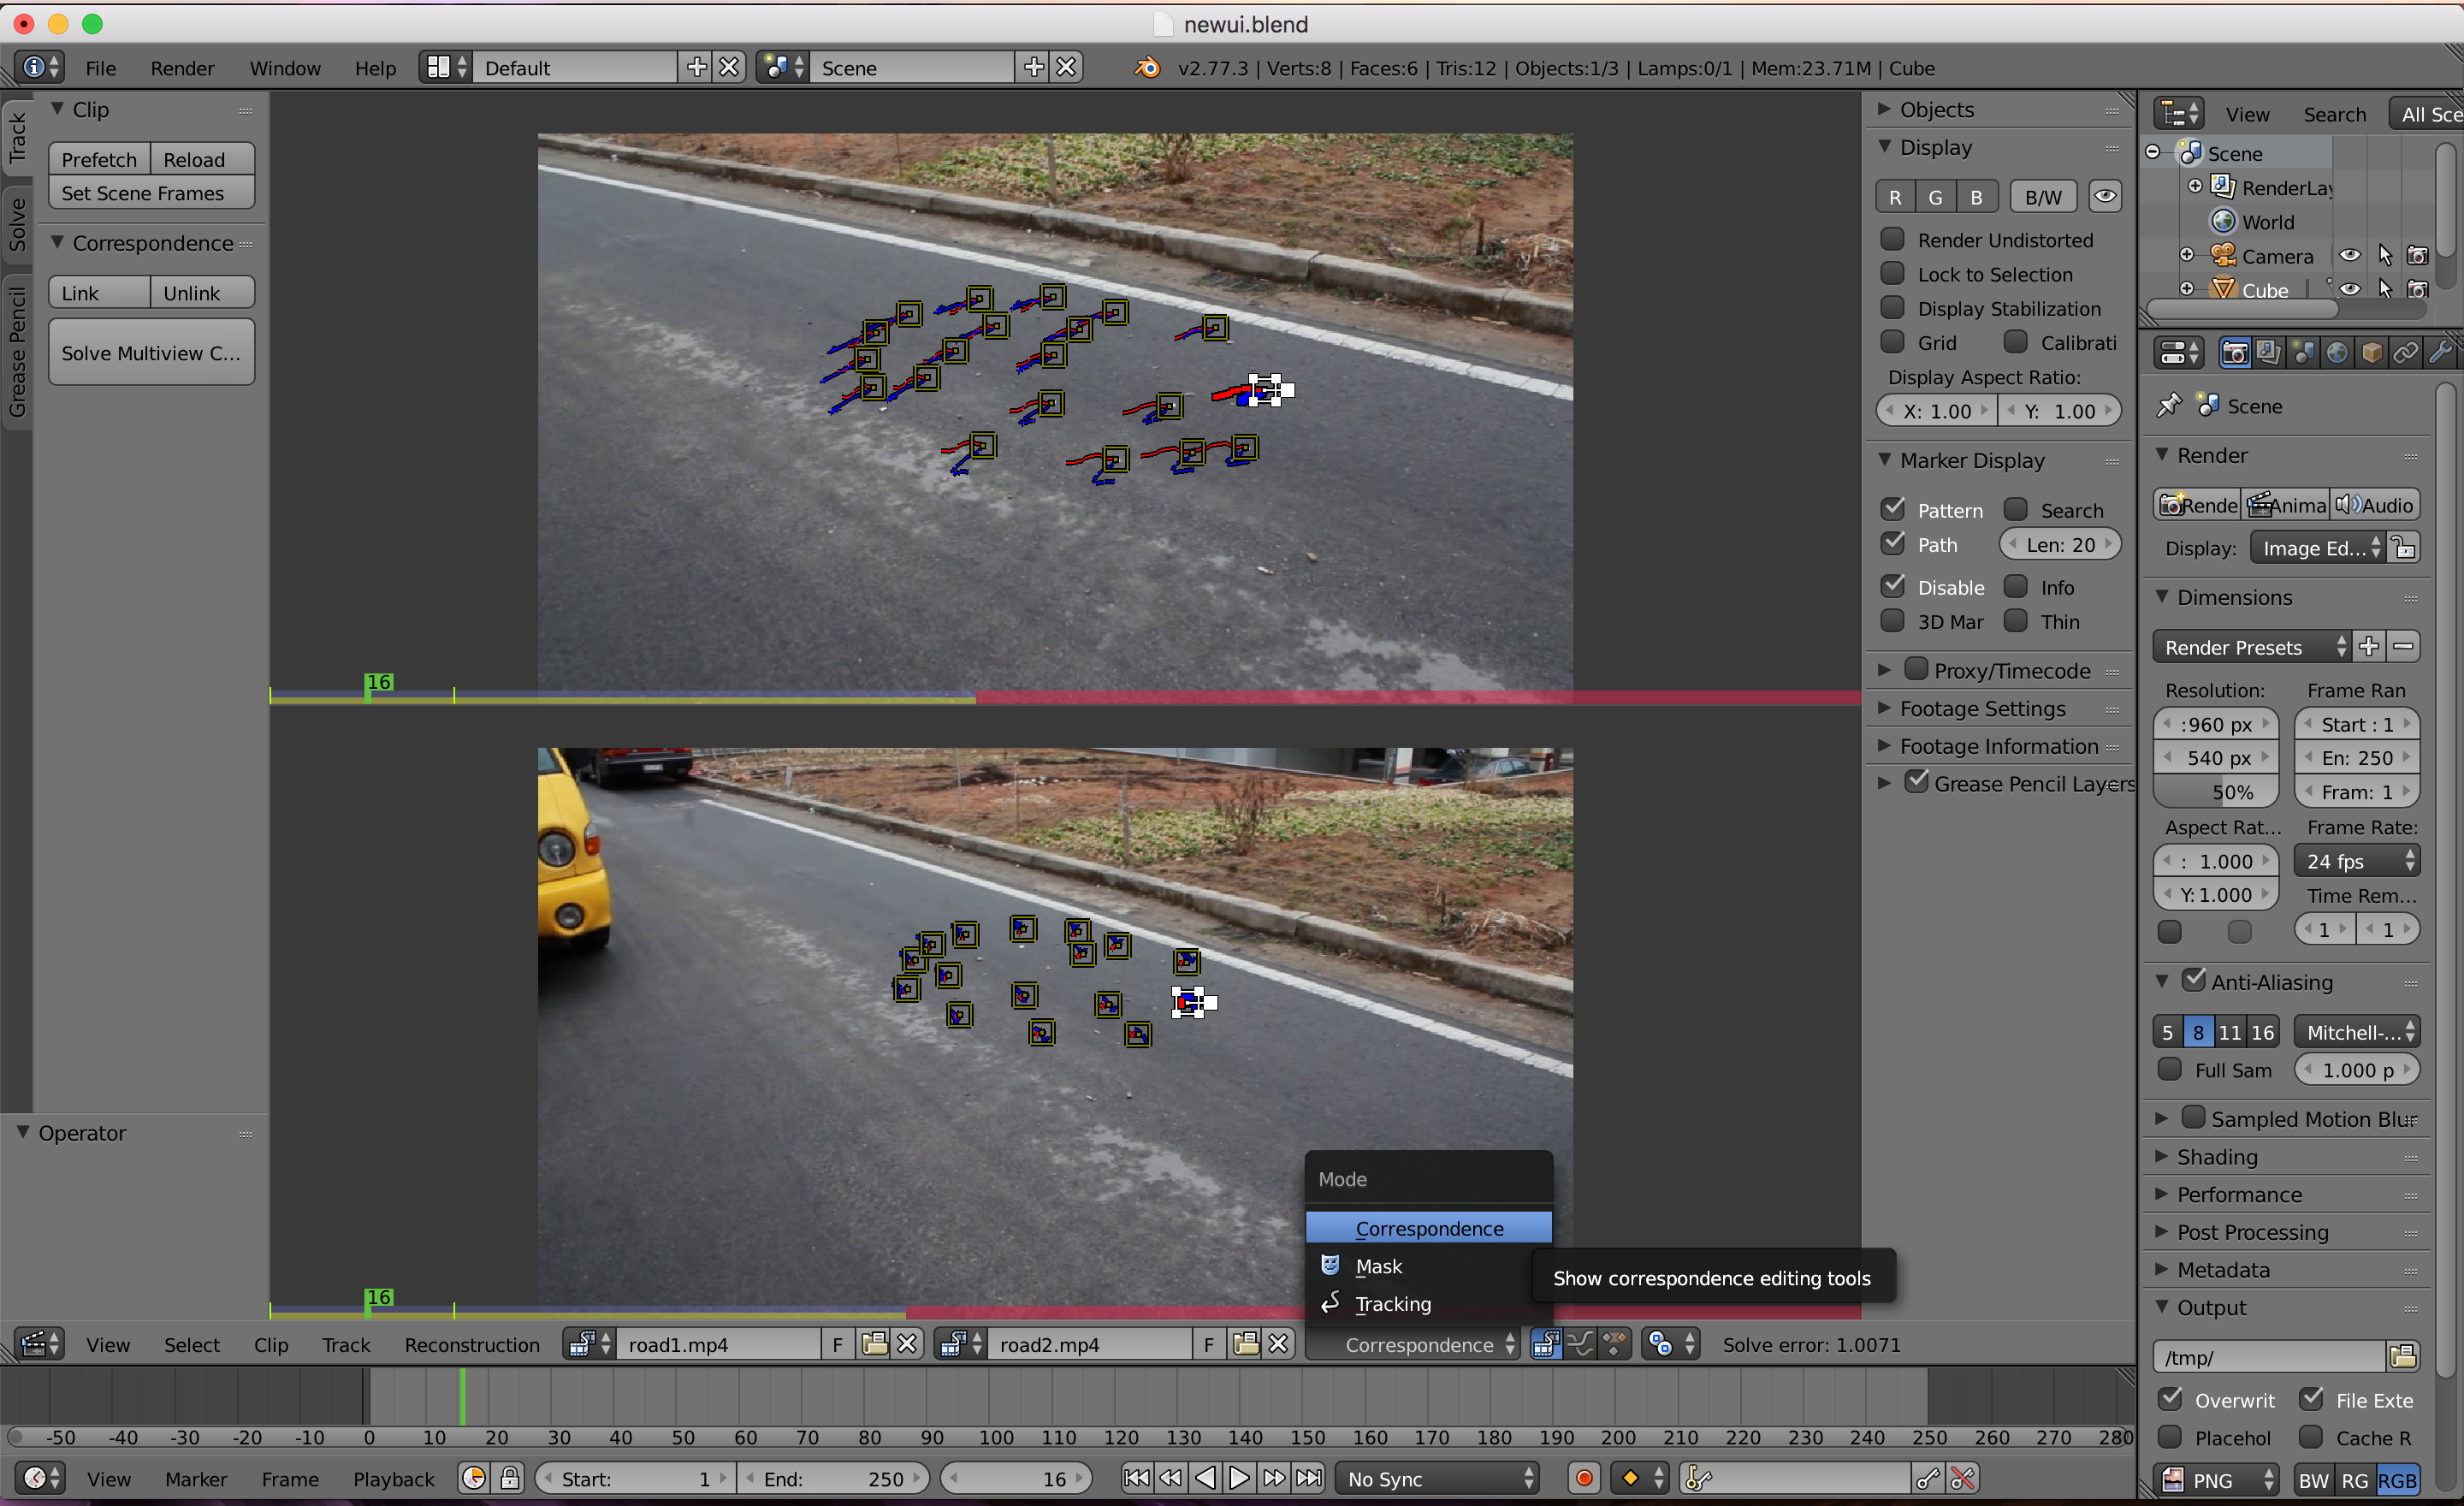 newui.blend
File Render Window Help Default Scene v2.77.3 | Verts:8 | Faces:6 | Tris:12 | Objects:1/3 | Lamps:0/1 | Mem:23.71M | Cube
Track
Solve
Grease Pencil
Clip
Prefetch Reload
Set Scene Frames
Correspondence
Link Unlink
Solve Multiview C...
Operator
16
16
Objects
Display
R G B B/W
Render Undistorted
Lock to Selection
Display Stabilization
Grid Calibrati
Display Aspect Ratio:
X: 1.00 Y: 1.00
Marker Display
Pattern Search
Path Len: 20
Disable Info
3D Mar Thin
Proxy/Timecode
Footage Settings
Footage Information
Grease Pencil Layers
View Search All Sce
Scene
RenderLay
World
Camera
Cube
Scene
Render
Rende Anima Audio
Display: Image Ed...
Dimensions
Render Presets
Resolution: Frame Ran
:960 px Start : 1
540 px En: 250
50% Fram: 1
Aspect Rat... Frame Rate:
: 1.000 24 fps
Y: 1.000 Time Rem...
1 1
Anti-Aliasing
5 8 11 16 Mitchell-...
Full Sam 1.000 p
Sampled Motion Blur
Shading
Performance
Post Processing
Metadata
Output
/tmp/
Overwrit File Exte
Placehol Cache R
PNG BW RG RGB
Mode
Correspondence
Mask
Tracking
Show correspondence editing tools
View Select Clip Track Reconstruction road1.mp4 F road2.mp4 F Correspondence Solve error: 1.0071
-50 -40 -30 -20 -10 0 10 20 30 40 50 60 70 80 90 100 110 120 130 140 150 160 170 180 190 200 210 220 230 240 250 260 270 280
View Marker Frame Playback Start: 1 End: 250 16 No Sync